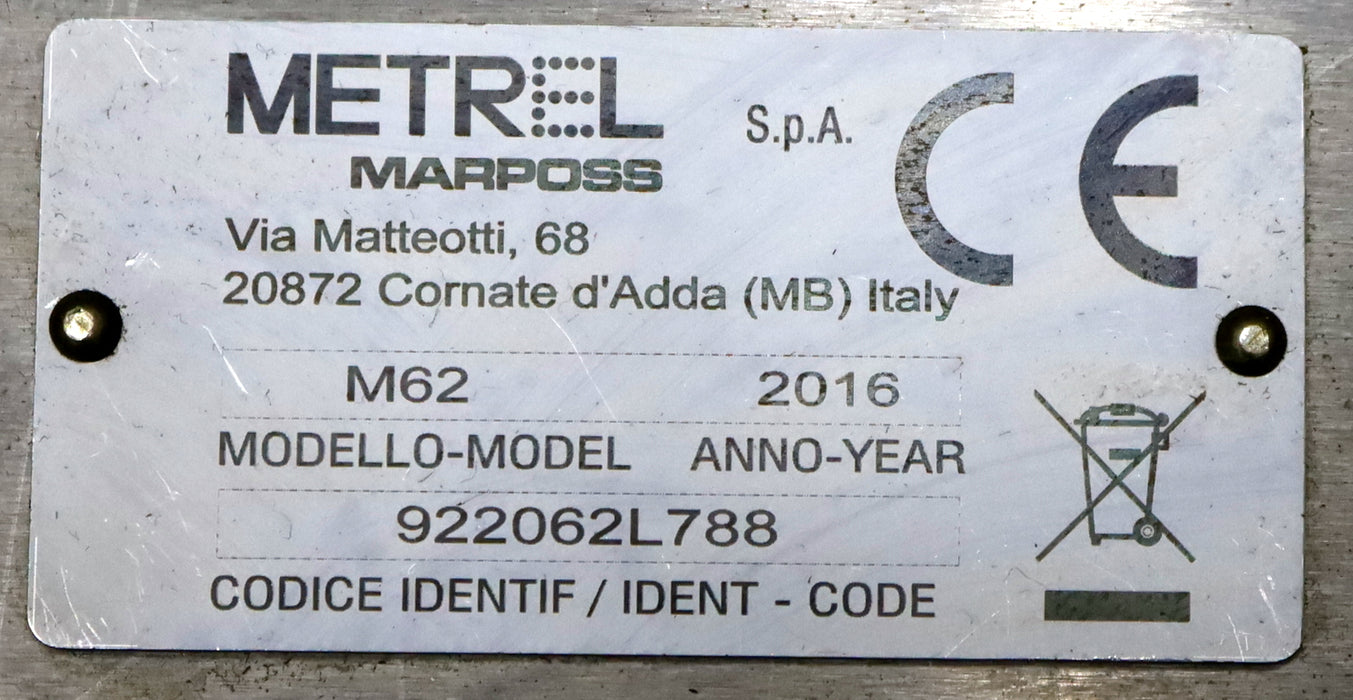 METREL S.p.A. CE
MARPOSS
Via Matteotti, 68
20872 Cornate d'Adda (MB) Italy
M62 2016
MODELLO-MODEL ANNO-YEAR
922062L788
CODICE IDENTIF / IDENT - CODE